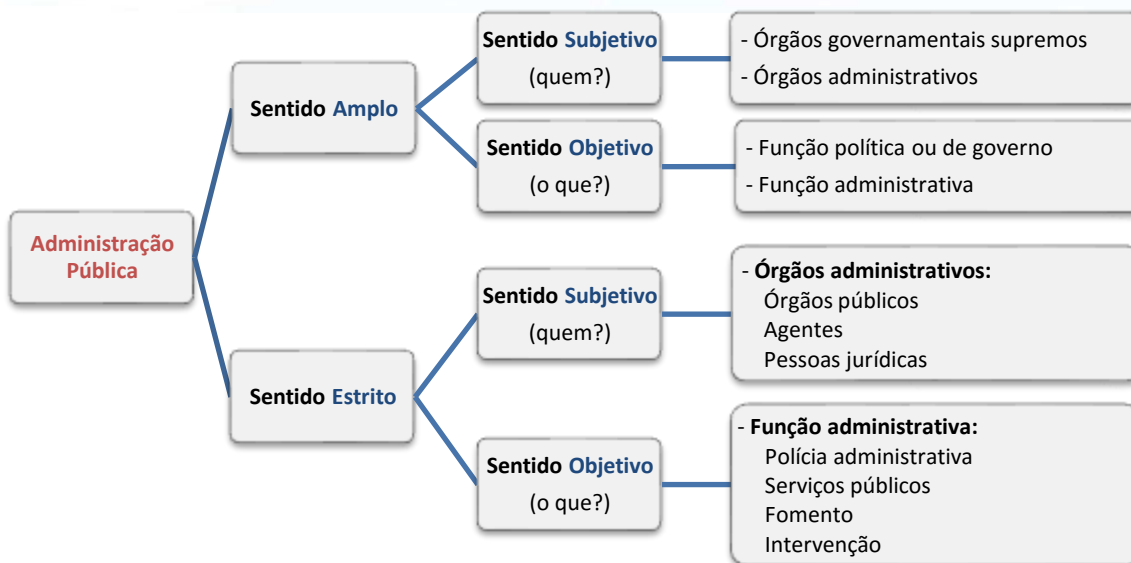 Administração
Pública
Sentido Amplo
Sentido Subjetivo
(quem?)
- Órgãos governamentais supremos
- Órgãos administrativos
Sentido Objetivo
(o que?)
- Função política ou de governo
- Função administrativa
Sentido Estrito
Sentido Subjetivo
(quem?)
- Órgãos administrativos:
Órgãos públicos
Agentes
Pessoas jurídicas
Sentido Objetivo
(o que?)
- Função administrativa:
Polícia administrativa
Serviços públicos
Fomento
Intervenção